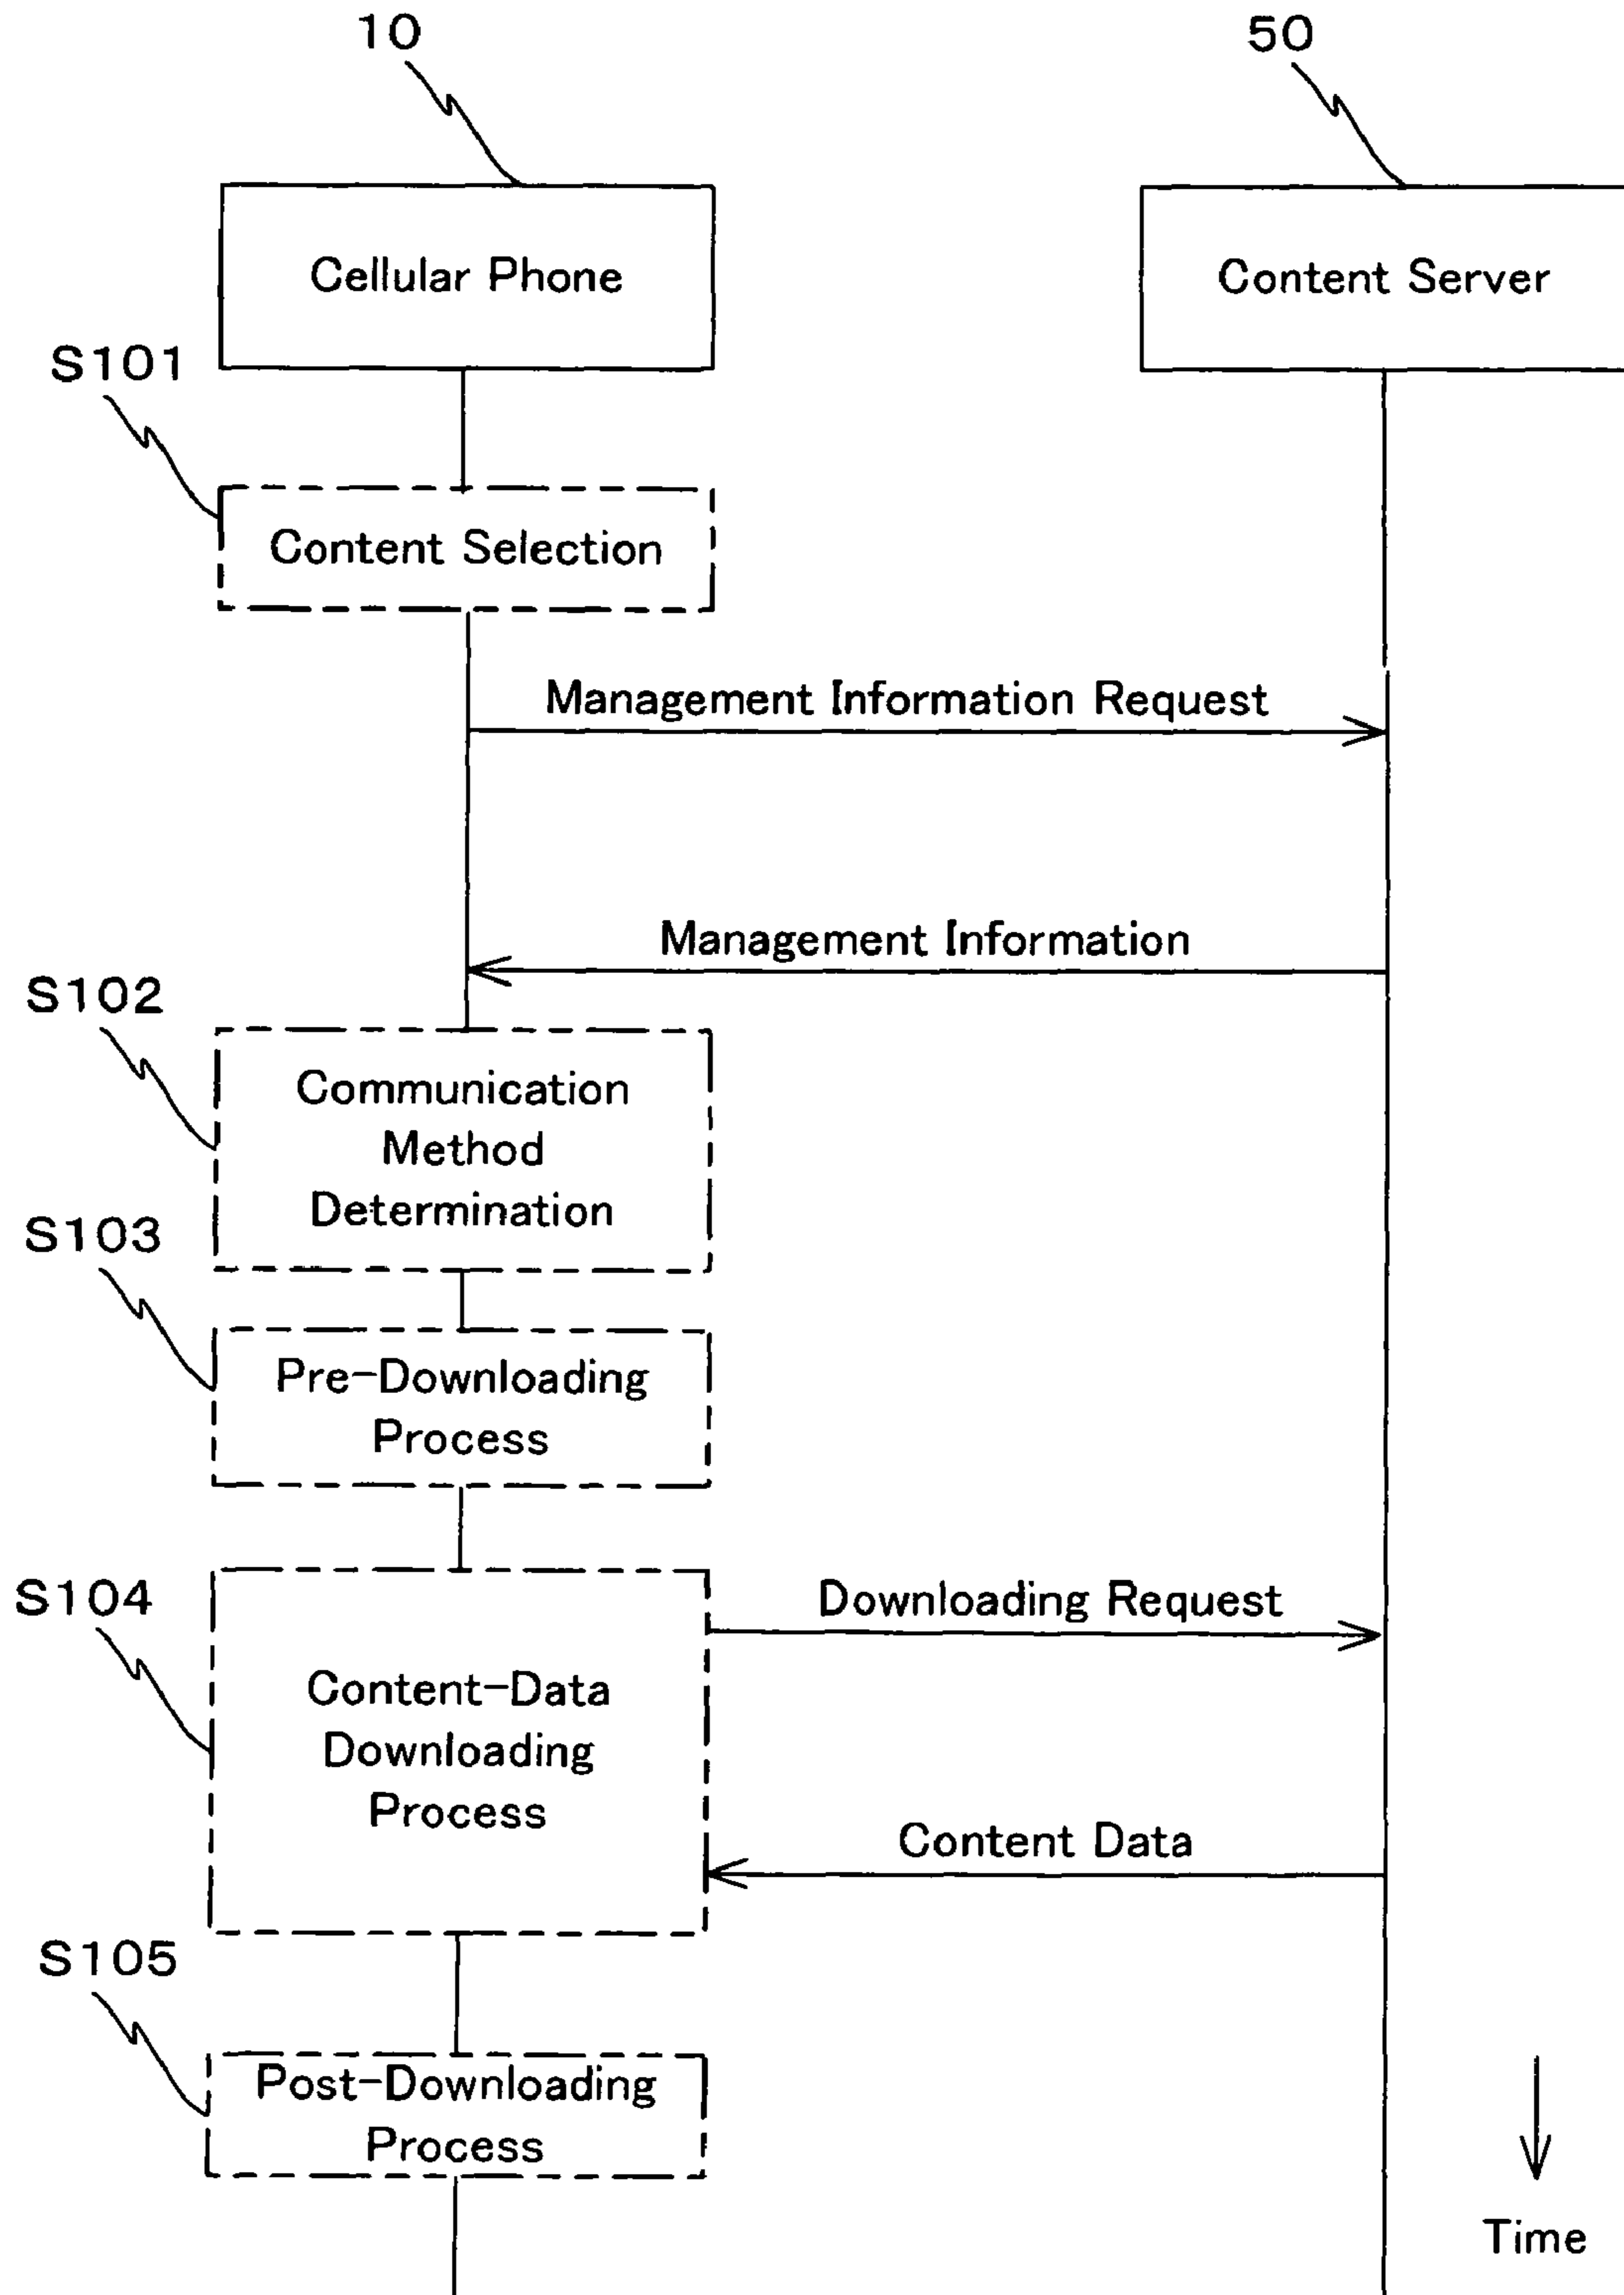 10
50
Cellular Phone
Content Server
S101
Content Selection
Management Information Request
Management Information
S102
Communication
Method
Determination
S103
Pre-Downloading
Process
S104
Downloading Request
Content-Data
Downloading
Process
Content Data
S105
Post-Downloading
Process
Time